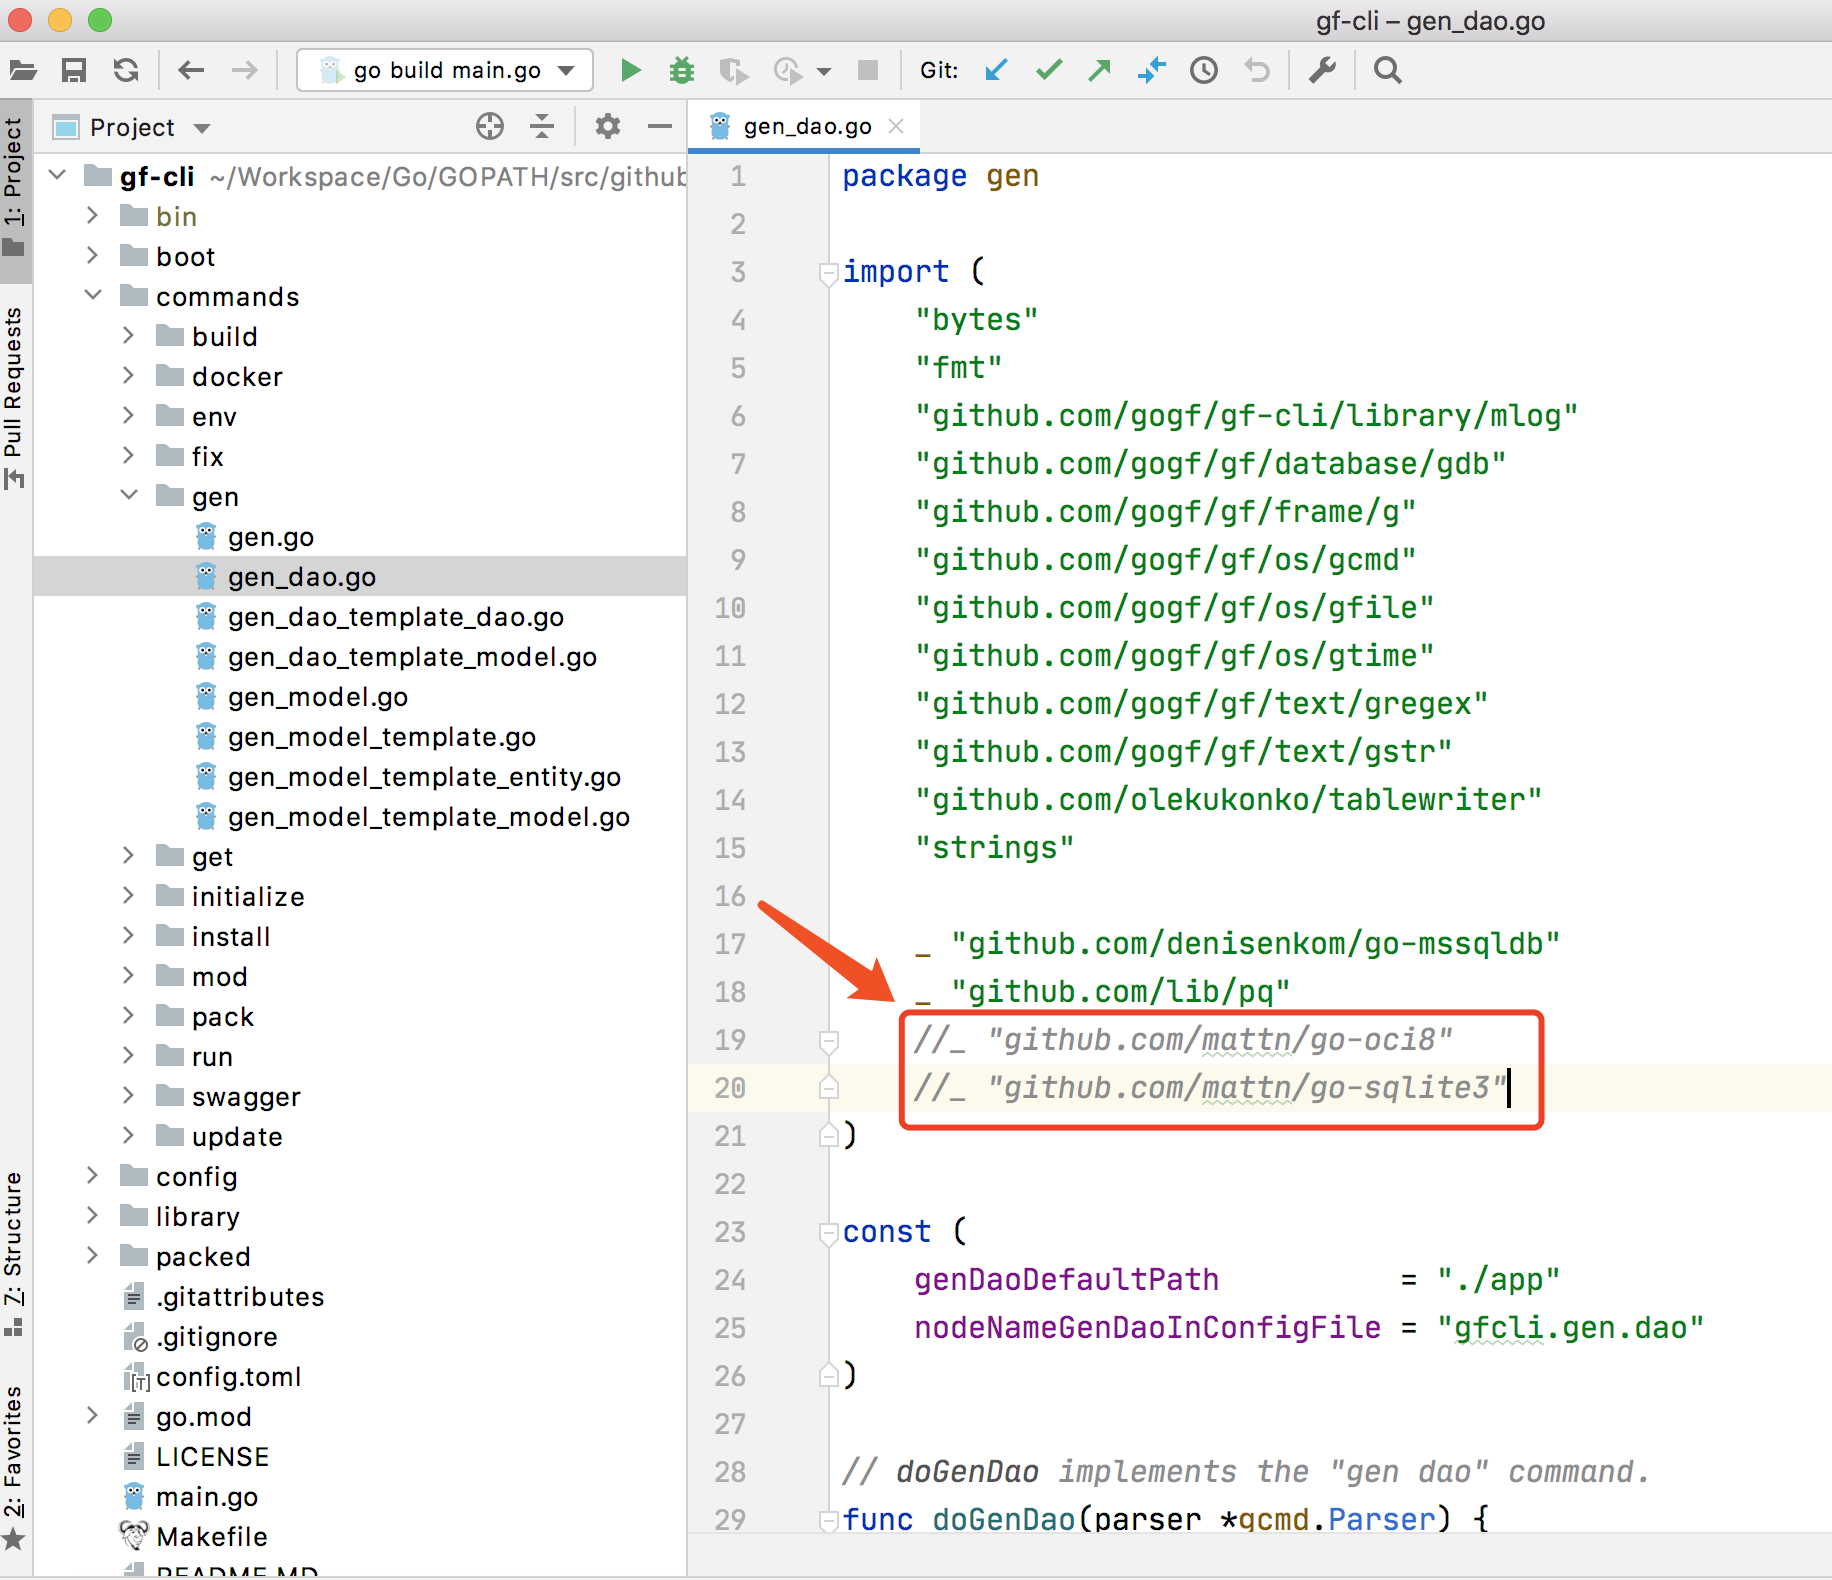 gf-cli – gen_dao.go
go build main.go
Git:
1: Project
Pull Requests
7: Structure
2: Favorites
Project
gf-cli ~/Workspace/Go/GOPATH/src/github
bin
boot
commands
build
docker
env
fix
gen
gen.go
gen_dao.go
gen_dao_template_dao.go
gen_dao_template_model.go
gen_model.go
gen_model_template.go
gen_model_template_entity.go
gen_model_template_model.go
get
initialize
install
mod
pack
run
swagger
update
config
library
packed
.gitattributes
.gitignore
config.toml
go.mod
LICENSE
main.go
Makefile
README.MD
gen_dao.go
1 package gen
2
3 import (
4 "bytes"
5 "fmt"
6 "github.com/gogf/gf-cli/library/mlog"
7 "github.com/gogf/gf/database/gdb"
8 "github.com/gogf/gf/frame/g"
9 "github.com/gogf/gf/os/gcmd"
10 "github.com/gogf/gf/os/gfile"
11 "github.com/gogf/gf/os/gtime"
12 "github.com/gogf/gf/text/gregex"
13 "github.com/gogf/gf/text/gstr"
14 "github.com/olekukonko/tablewriter"
15 "strings"
16
17 _ "github.com/denisenkom/go-mssqldb"
18 _ "github.com/lib/pq"
19 //_ "github.com/mattn/go-oci8"
20 //_ "github.com/mattn/go-sqlite3"
21 )
22
23 const (
24 genDaoDefaultPath = "./app"
25 nodeNameGenDaoInConfigFile = "gfcli.gen.dao"
26 )
27
28 // doGenDao implements the "gen dao" command.
29 func doGenDao(parser *gcmd.Parser) {